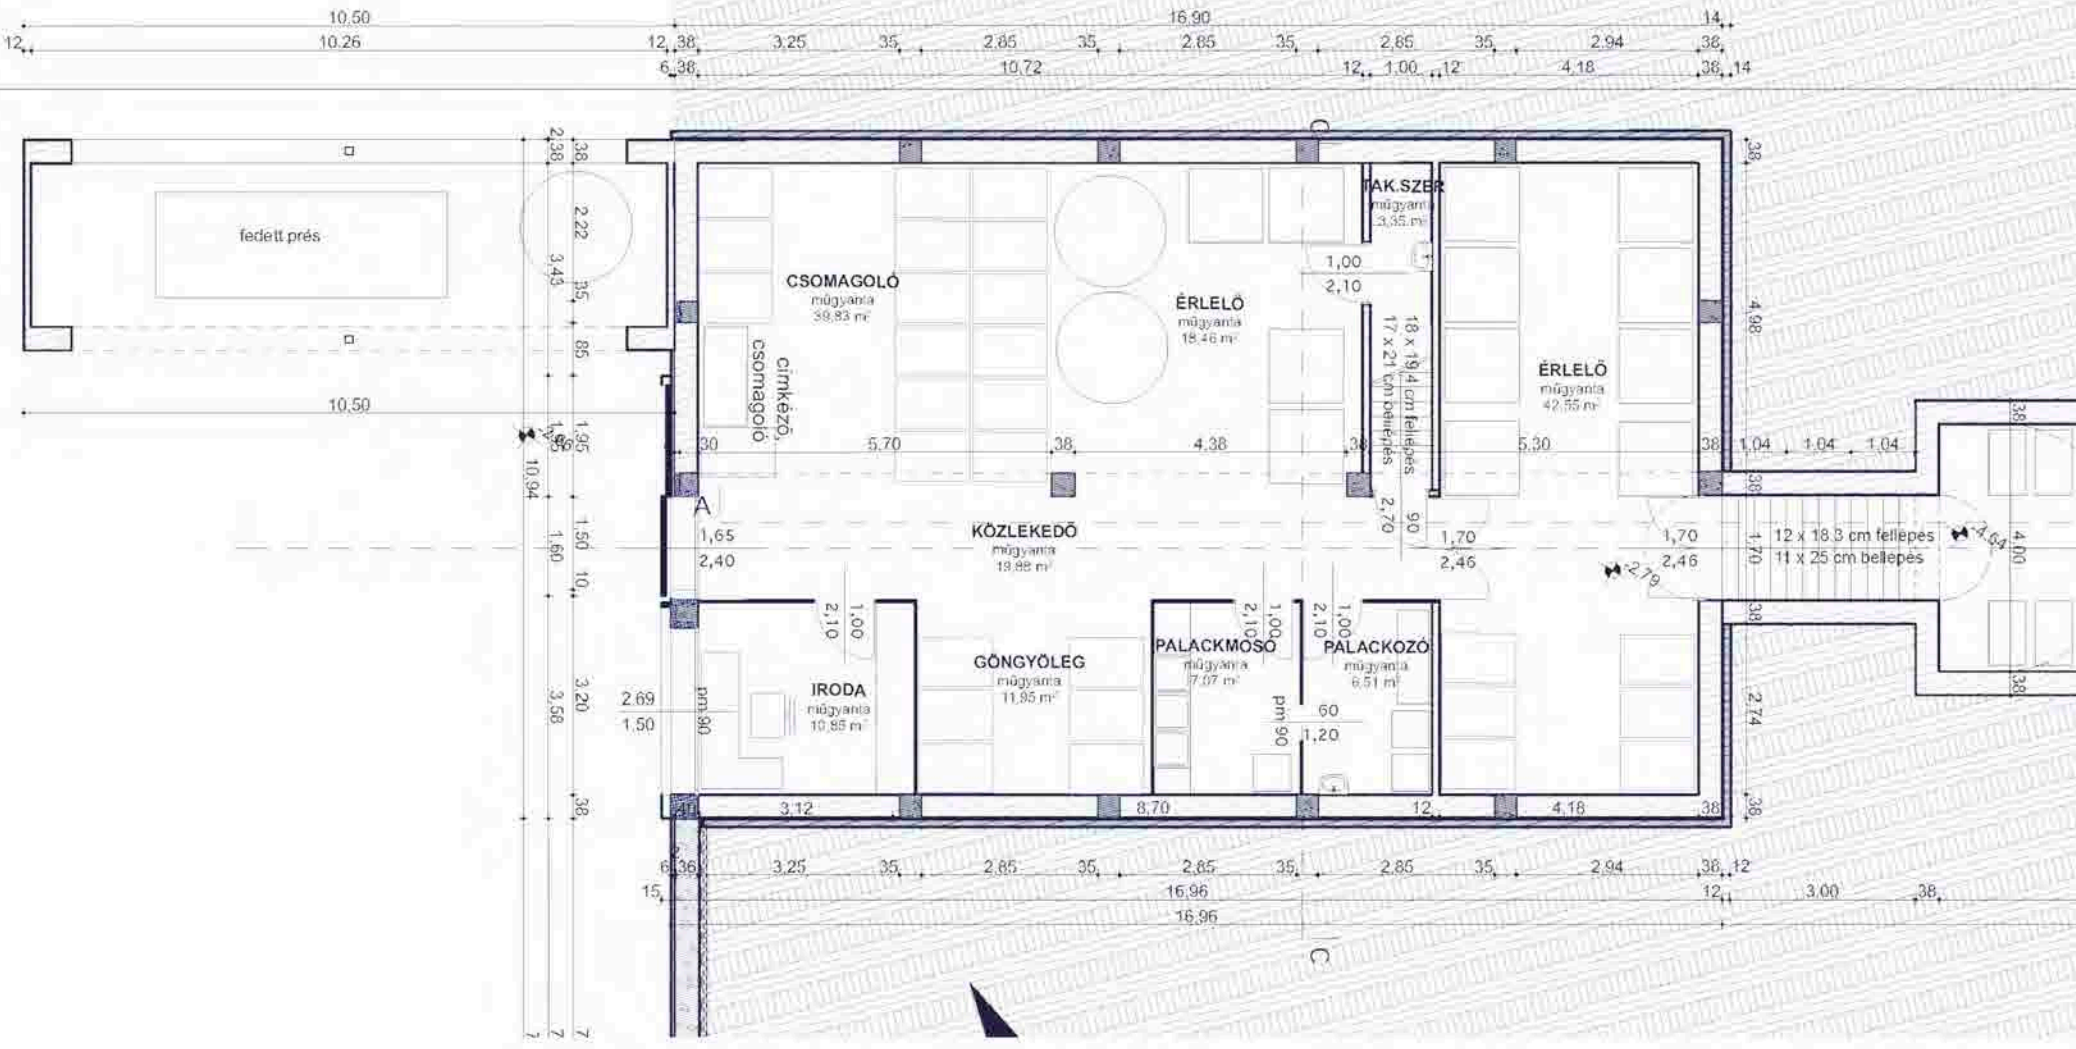 10,50
16,90
14
12
10,26
12
38
3,25
35
2,85
35
2,85
35
2,85
35
2,94
38
6
38
10,72
12
1,00
12
4,18
38
14
fedett prés
2,38
38
2,22
3,43
35
85
10,50
1,95
10,94
1,50
1,60
10
3,20
3,58
38
CSOMAGOLÓ
műgyanta
39,83 m²
címkéző,
csomagoló
ÉRLELŐ
műgyanta
18,46 m²
TAK.SZER
műgyanta
3,35 m²
1,00
2,10
18 x 19,4 cm fellépés
17 x 21 cm belépés
ÉRLELŐ
műgyanta
42,55 m²
38
4,98
30
5,70
38
4,38
38
5,30
38
1,04
1,04
1,04
38
A
1,65
2,40
KÖZLEKEDŐ
műgyanta
19,88 m²
90
2,70
1,70
2,46
1,70
2,46
-2,79
38
1,70
12 x 18.3 cm fellépés
11 x 25 cm bellépés
-4,64
4,00
38
38
1,00
2,10
1,00
2,10
1,00
2,10
2,69
1,50
pm 90
IRODA
műgyanta
10,85 m²
GÖNGYÖLEG
műgyanta
11,95 m²
PALACKMOSÓ
műgyanta
7,07 m²
PALACKOZÓ
műgyanta
6,51 m²
pm 90
60
1,20
2,74
38
40
3,12
8,70
12
4,18
38
6
36
3,25
35
2,85
35
2,85
35
2,85
35
2,94
38
12
15
16,96
12
3,00
38
16,96
C
C
7
7
7